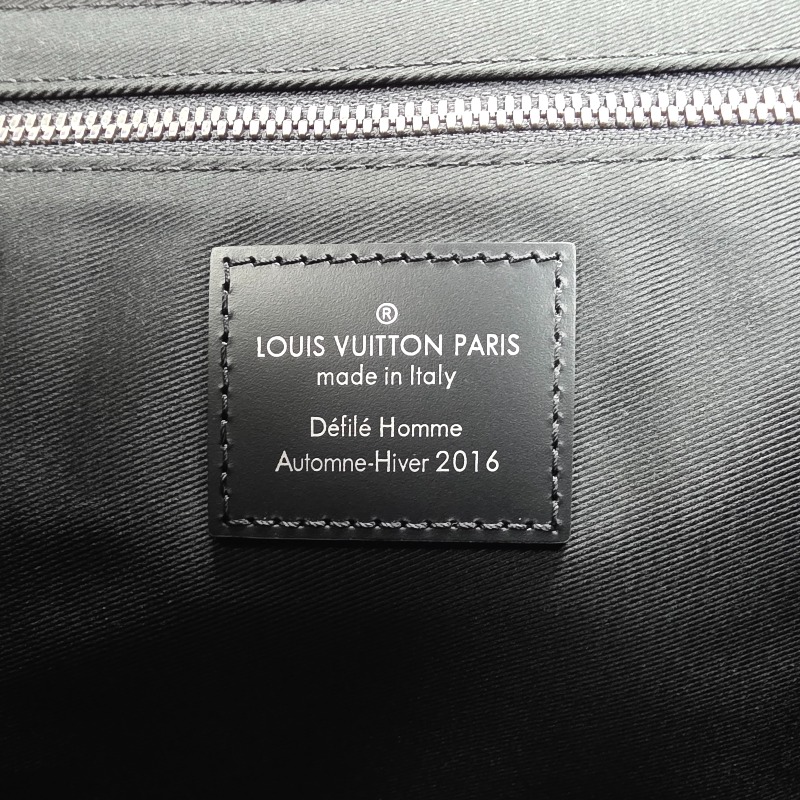 ®
LOUIS VUITTON PARIS
made in Italy
Défilé Homme
Automne-Hiver 2016